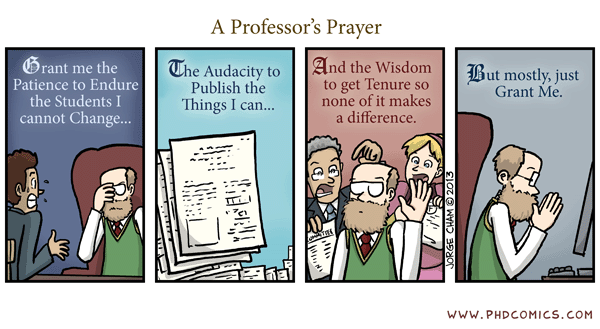 A Professor's Prayer
Grant me the
Patience to Endure
the Students I
cannot Change...
The Audacity to
Publish the
Things I can...
And the Wisdom
to get Tenure so
none of it makes
a difference.
But mostly, just
Grant Me.
JORGE CHAM © 2013
WWW.PHDCOMICS.COM